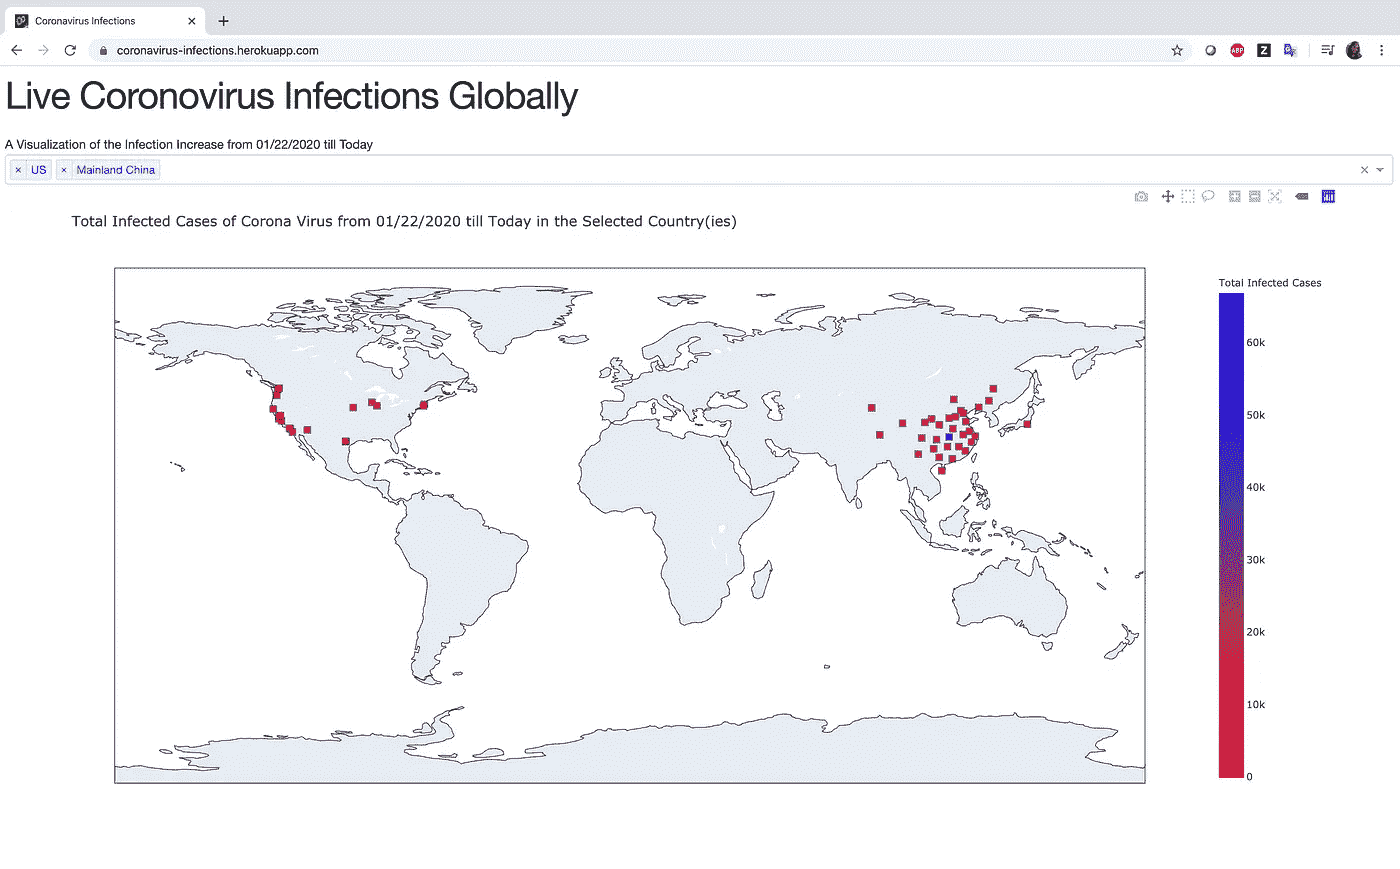 Coronavirus Infections
coronavirus-infections.herokuapp.com
ABP
Z
Live Coronovirus Infections Globally
A Visualization of the Infection Increase from 01/22/2020 till Today
× US × Mainland China
Total Infected Cases of Corona Virus from 01/22/2020 till Today in the Selected Country(ies)
Total Infected Cases
60k
50k
40k
30k
20k
10k
0